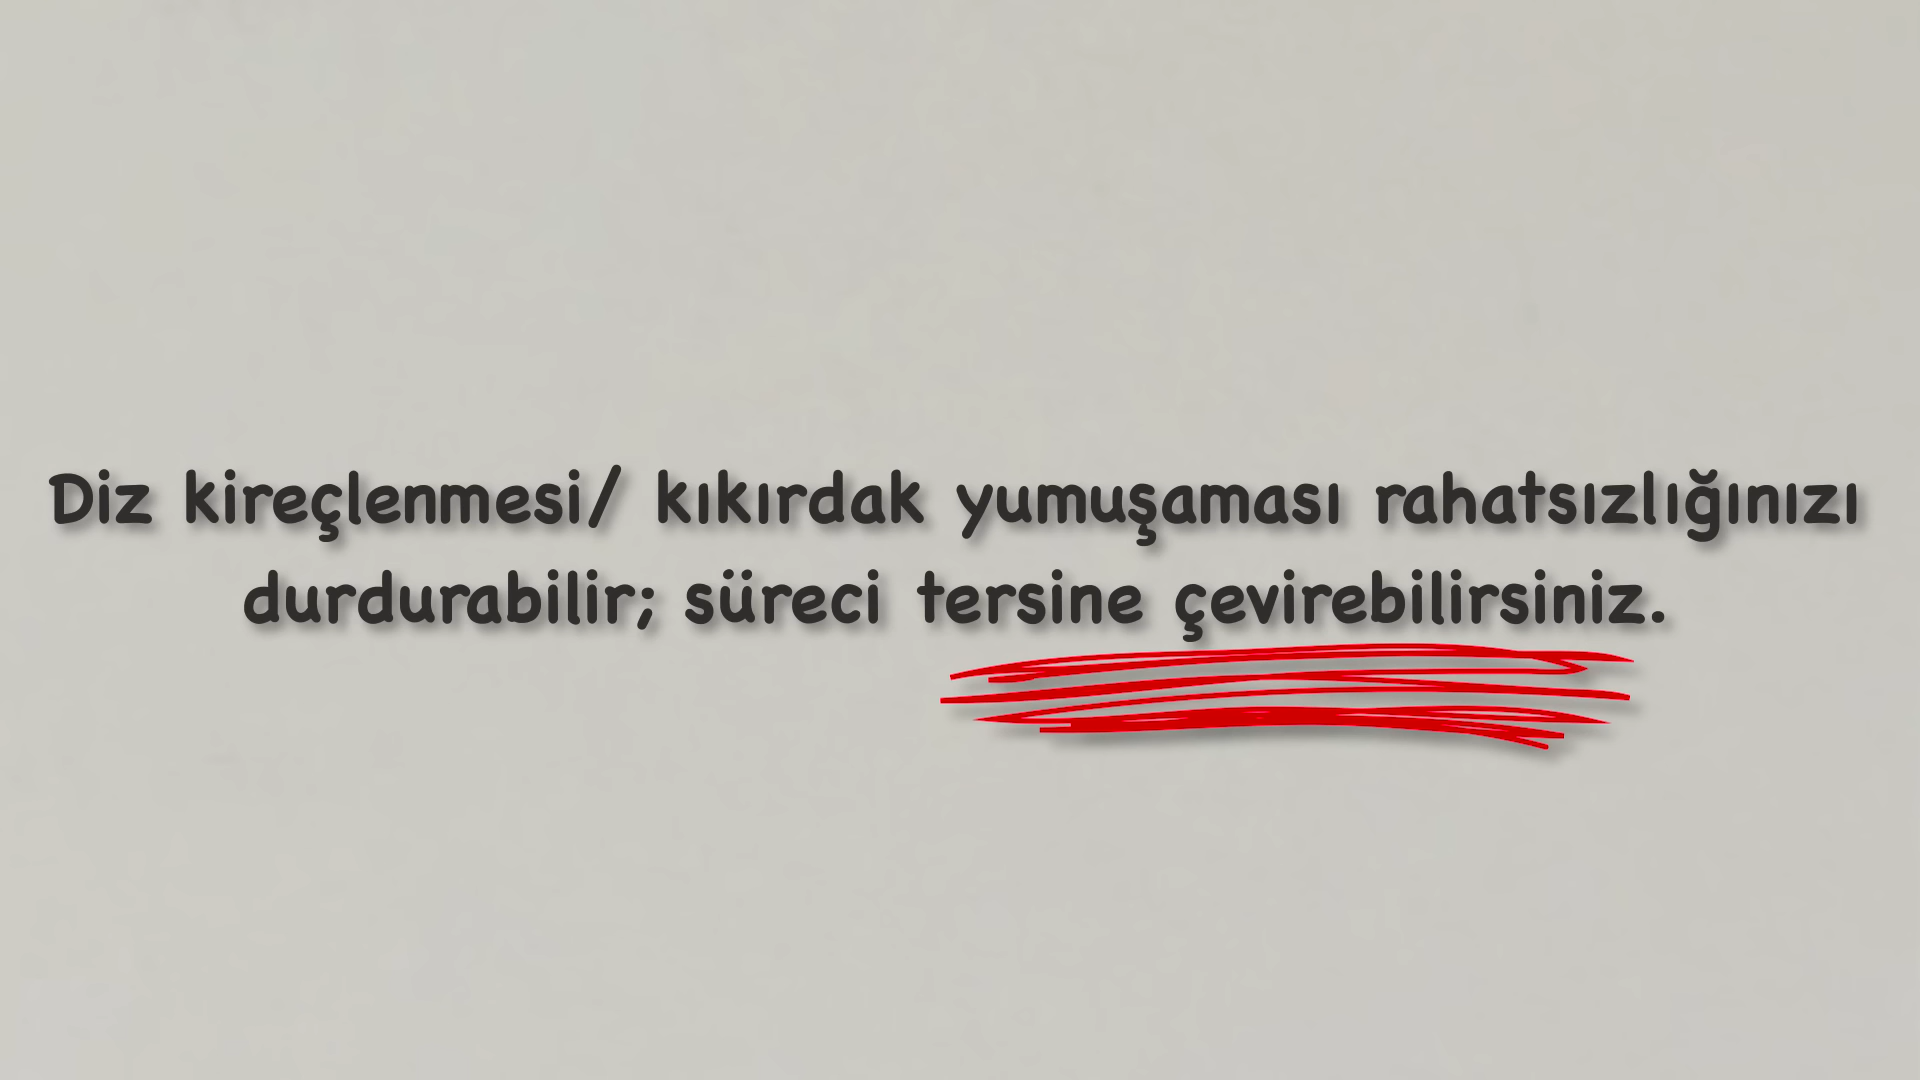 Diz kireçlenmesi/ kıkırdak yumuşaması rahatsızlığınızı
durdurabilir; süreci tersine çevirebilirsiniz.